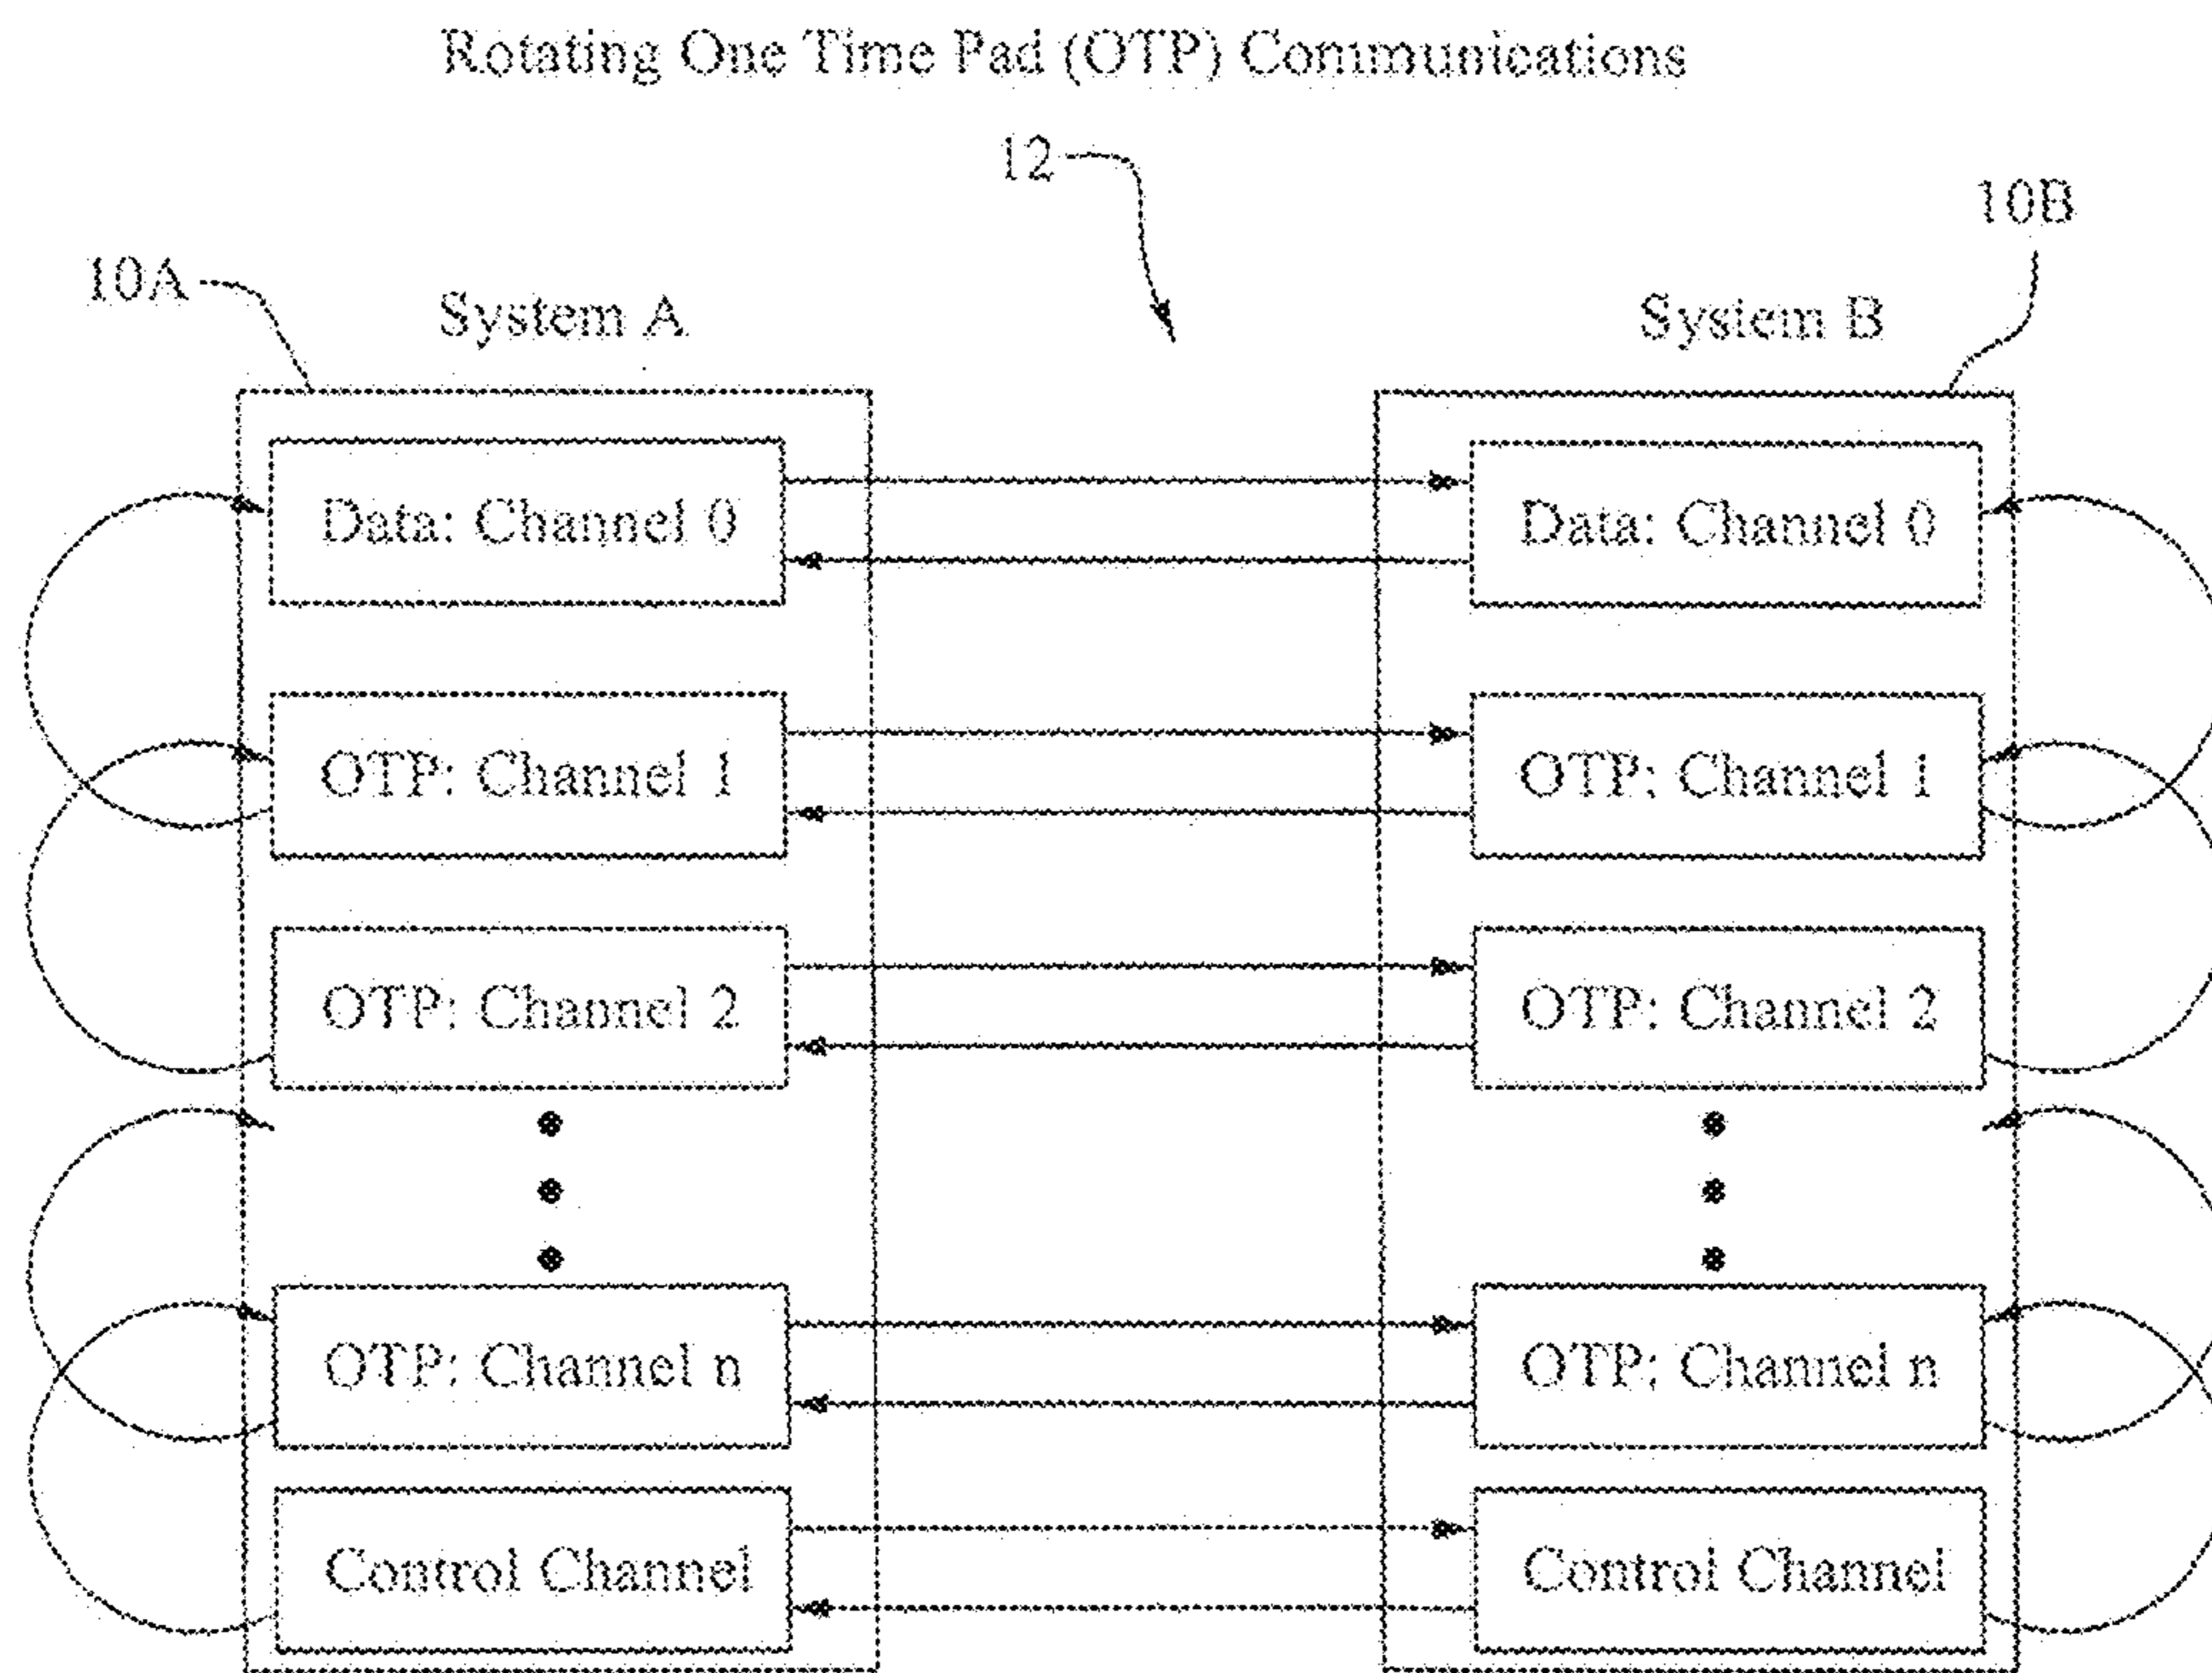 Rotating One Time Pad (OTP) Communications
12
10B
10A
System A
System B
Data: Channel 0
Data: Channel 0
OTP: Channel 1
OTP: Channel 1
OTP: Channel 2
OTP: Channel 2
OTP: Channel n
OTP: Channel n
Control Channel
Control Channel